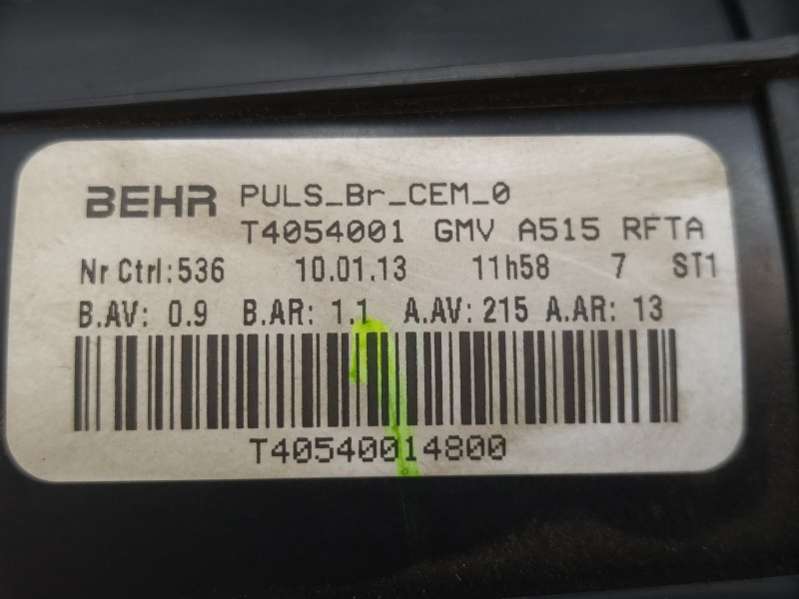 BEHR PULS_Br_CEM_0
T4054001 GMV A515 RFTA
Nr Ctrl:536 10.01.13 11h58 7 ST1
B.AV: 0.9 B.AR: 1.1 A.AV: 215 A.AR: 13
T40540014800